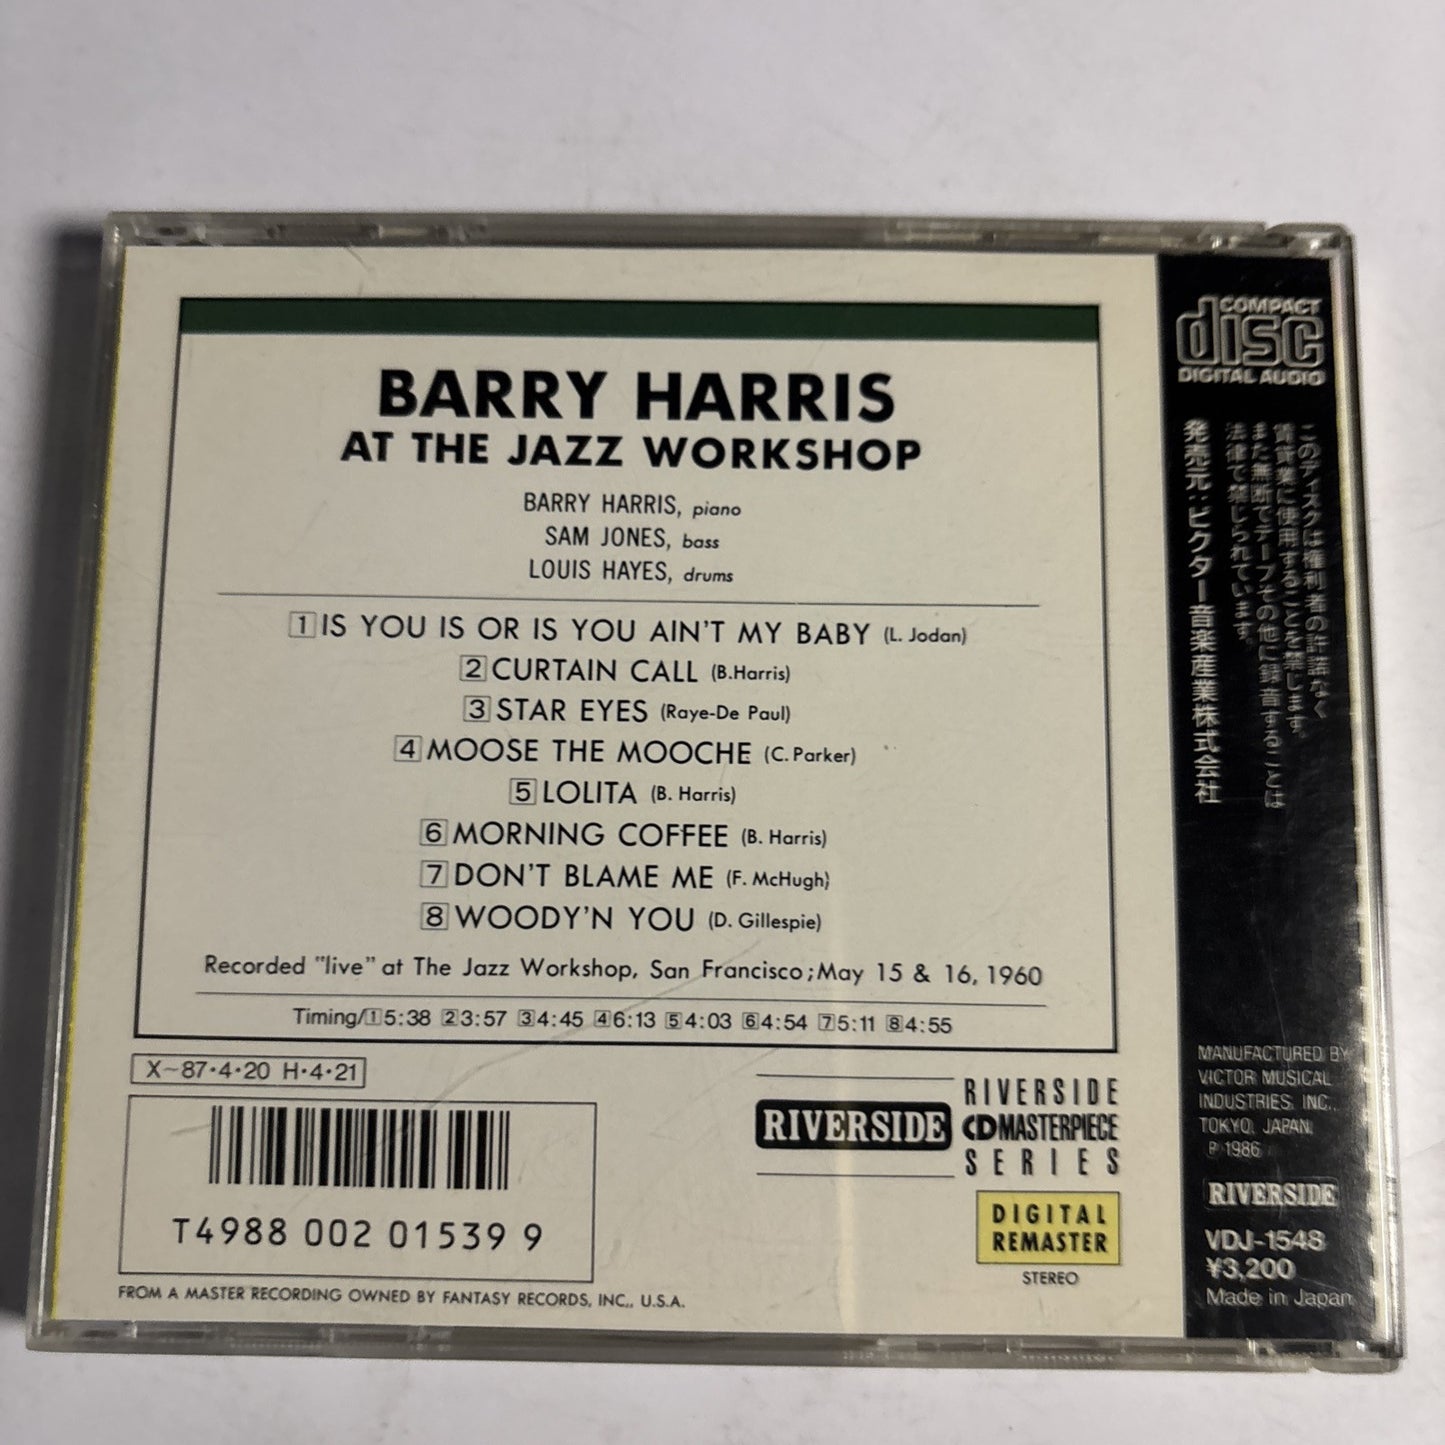 BARRY HARRIS
AT THE JAZZ WORKSHOP
BARRY HARRIS, piano
SAM JONES, bass
LOUIS HAYES, drums
1 IS YOU IS OR IS YOU AIN'T MY BABY (L. Jodan)
2 CURTAIN CALL (B.Harris)
3 STAR EYES (Raye-De Paul)
4 MOOSE THE MOOCHE (C. Parker)
5 LOLITA (B. Harris)
6 MORNING COFFEE (B. Harris)
7 DON'T BLAME ME (F. McHugh)
8 WOODY'N YOU (D. Gillespie)
Recorded "live" at The Jazz Workshop, San Francisco; May 15 & 16, 1960
Timing/1 5:38 2 3:57 3 4:45 4 6:13 5 4:03 6 4:54 7 5:11 8 4:55
X-87・4・20 H・4・21
T4988 002 01539 9
FROM A MASTER RECORDING OWNED BY FANTASY RECORDS, INC., U.S.A.
RIVERSIDE
RIVERSIDE
CD MASTERPIECE
SERIES
DIGITAL
REMASTER
STEREO
COMPACT
disc
DIGITAL AUDIO
このディスクは権利者の許諾なく
賃貸業に使用することを禁じます。
また無断でテープその他に録音することは
法律で禁じられています。
発売元:ビクター音楽産業株式会社
MANUFACTURED BY
VICTOR MUSICAL
INDUSTRIES, INC.,
TOKYO, JAPAN.
℗ 1986
RIVERSIDE
VDJ-1548
¥3,200
Made in Japan